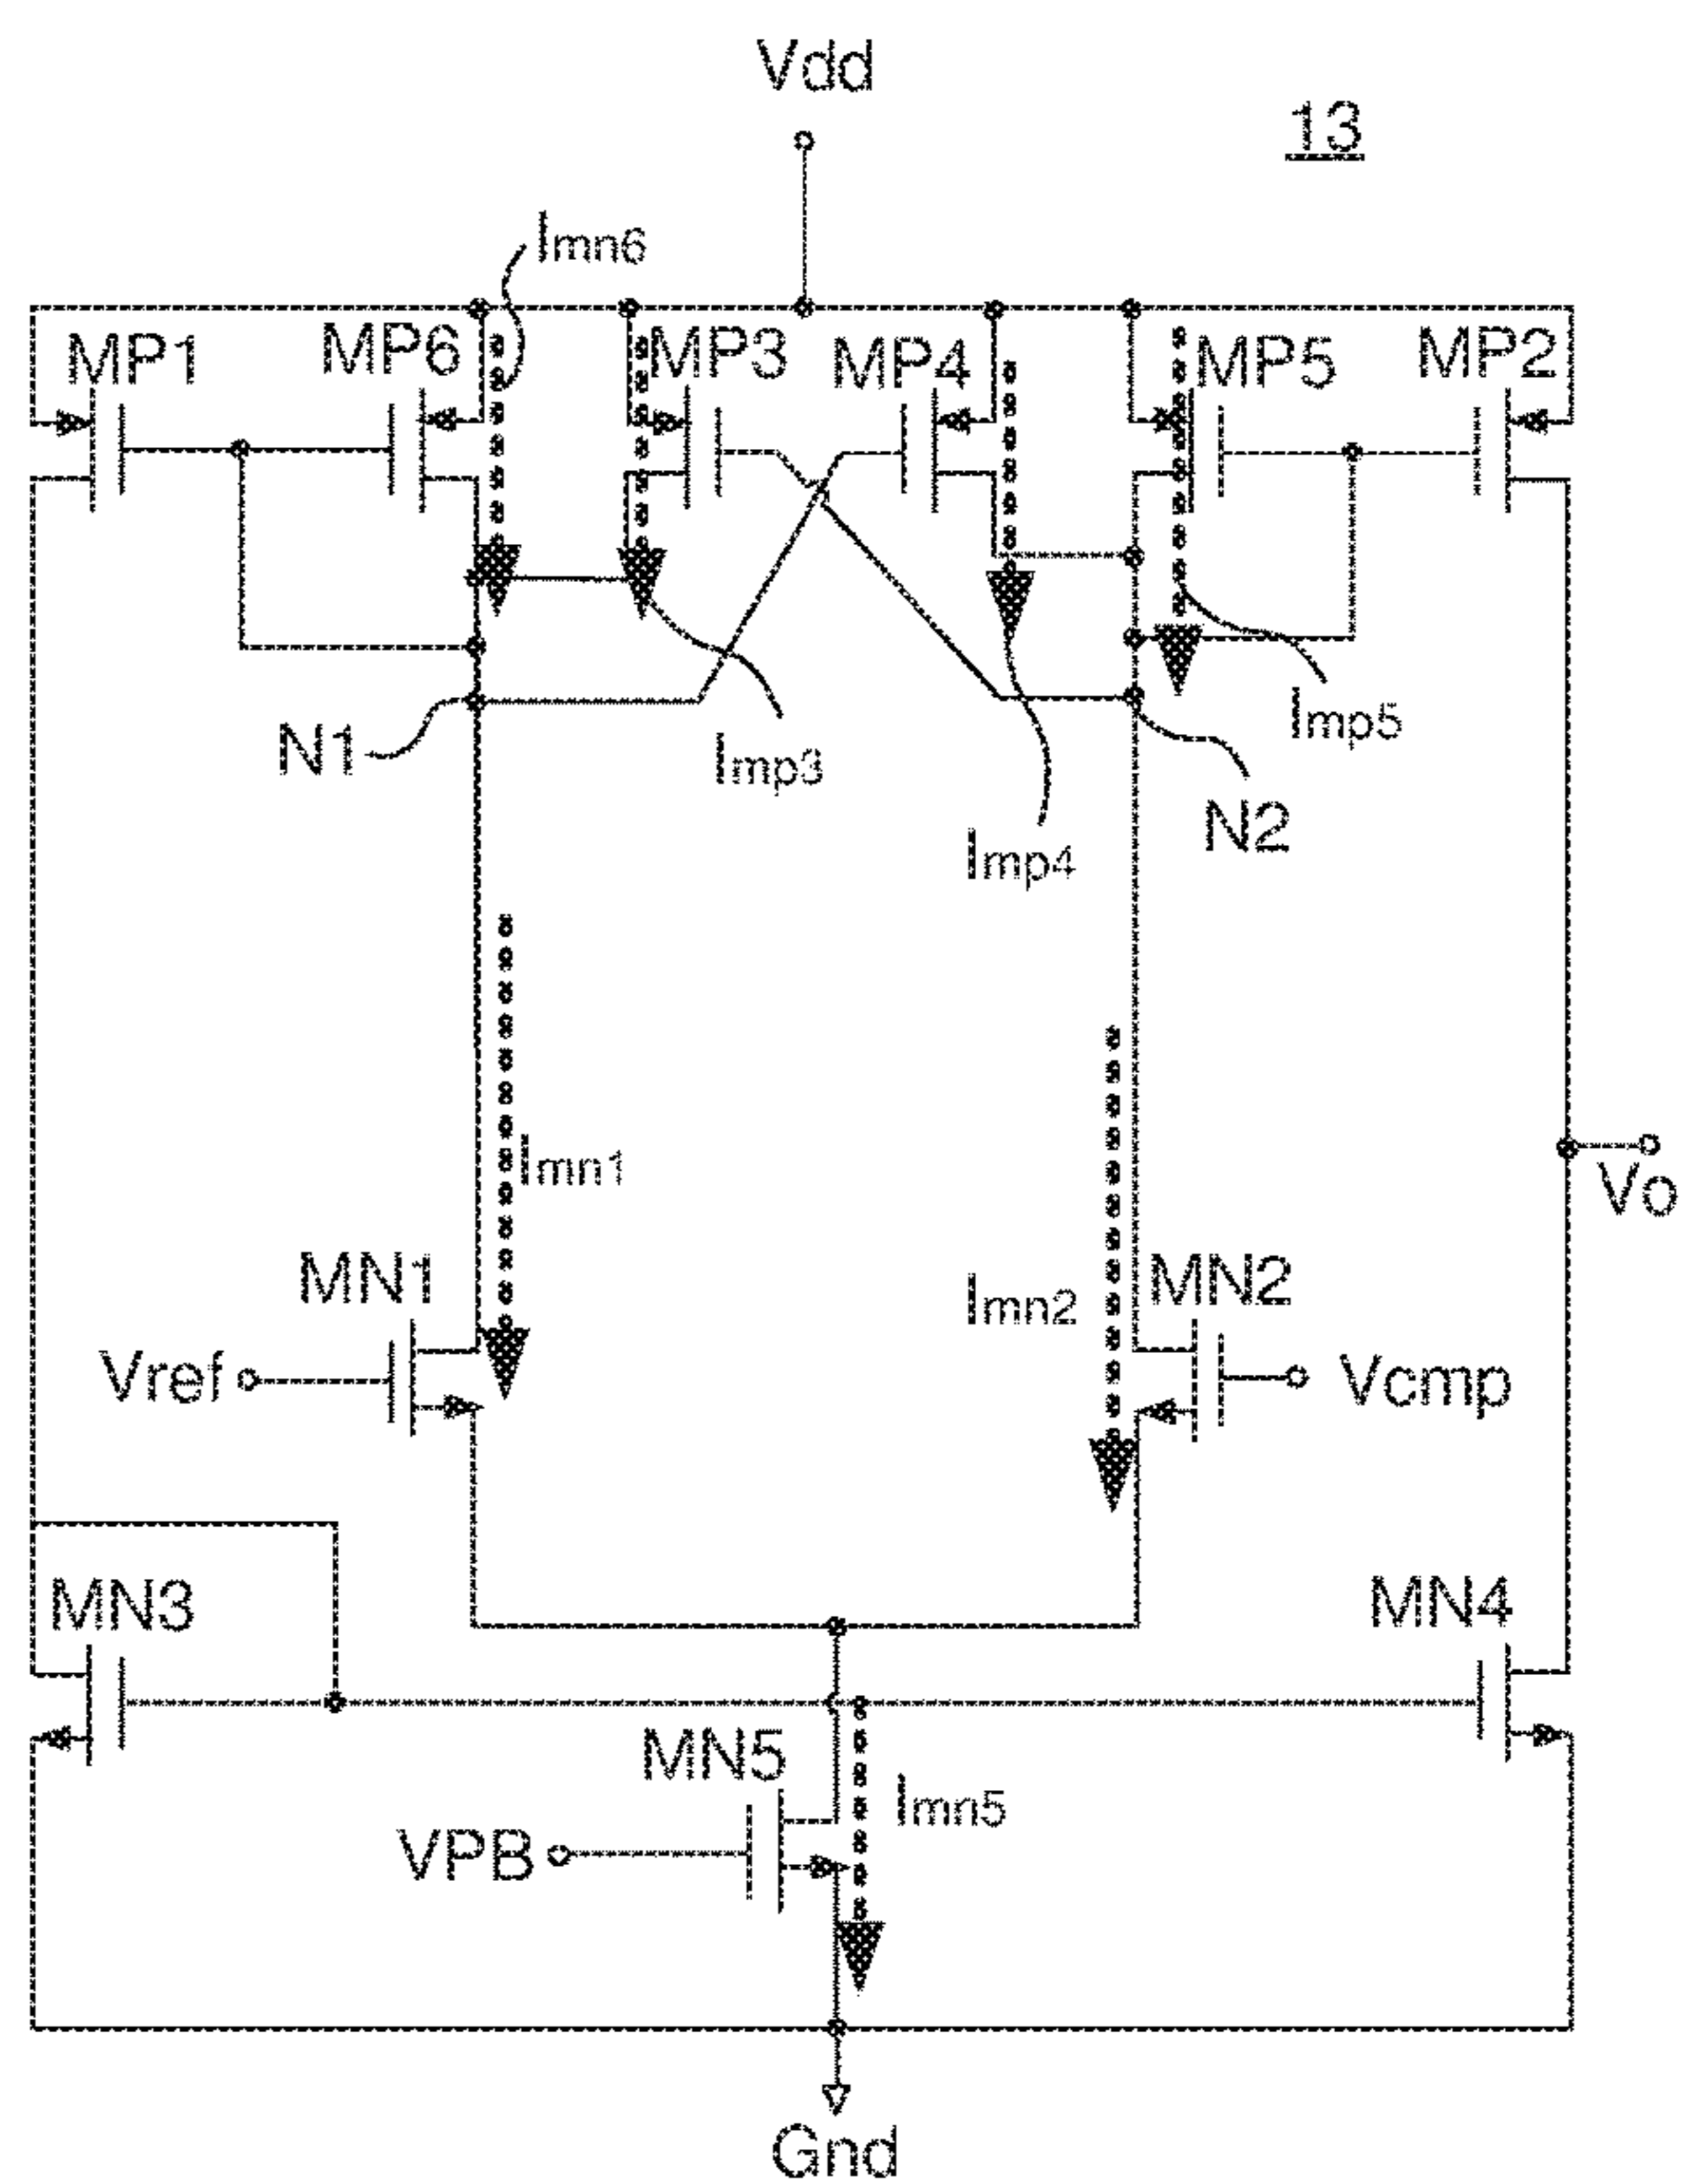 Vdd
13
Imn6
MP1
MP6
MP3
MP4
MP5
MP2
N1
Imp3
Imp4
N2
Imp5
Imn1
Vo
MN1
Imn2
MN2
Vref
Vcmp
MN3
MN4
MN5
Imn5
VPB
Gnd